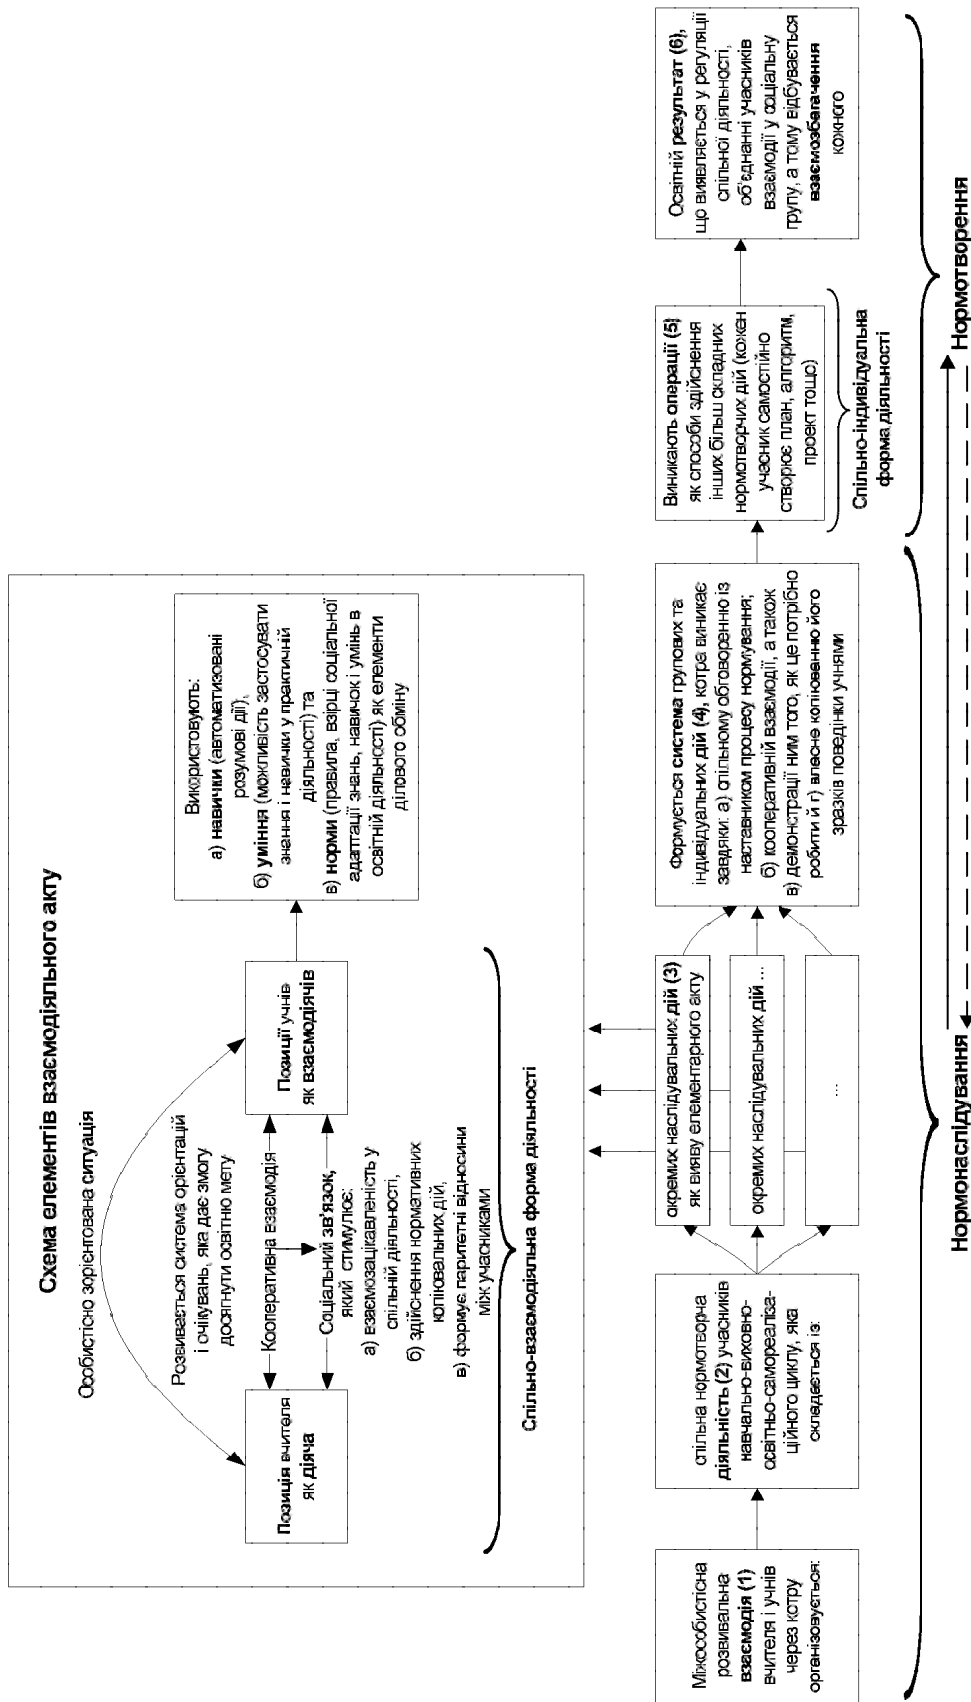 Схема елементів взаємодіяльного акту
Особистісно зорієнтована ситуація
Розвивається система орієнтацій
і очікувань, яка дає змогу
досягнути освітню мету
Позиція вчителя
як діяча
Кооперативна взаємодія
Соціальний зв’язок,
який стимулює:
а) взаємозацікавленість у
спільній діяльності,
б) здійснення нормативних
копіювальних дій,
в) формує паритетні відносини
між учасниками
Позиції учнів
як взаємодіячів
Використовують:
а) навички (автоматизовані
розумові дії),
б) уміння (можливість застосувати
знання і навички у практичній
діяльності) та
в) норми (правила, взірці соціальної
адаптації знань, навичок і умінь в
освітній діяльності) як елементи
ділового обміну
Спільно-взаємодіяльна форма діяльності
Міжособистісна
розвивальна
взаємодія (1)
вчителя і учнів
через котру
організовується:
спільна нормотворча
діяльність (2) учасників
навчально-виховно-
освітньо-самореаліза-
ційного циклу, яка
складається із:
окремих наслідувальних дій (3)
як вияву елементарного акту
окремих наслідувальних дій ...
...
Формується система групових та
індивідуальних дій (4), котра виникає
завдяки: а) спільному обговоренню із
наставником процесу нормування;
б) кооперативній взаємодії, а також
в) демонстрації ним того, як це потрібно
робити й г) власне копіюванню його
зразків поведінки учнями
Виникають операції (5)
як способи здійснення
інших більш складних
нормотворчих дій (кожен
учасник самостійно
створює план, алгоритм,
проект тощо)
Спільно-індивідуальна
форма діяльності
Освітній результат (6),
що виявляється у регуляції
спільної діяльності,
об’єднанні учасників
взаємодії у соціальну
групу, а тому відбувається
взаємозбагачення
кожного
Нормонаслідування
Нормотворення